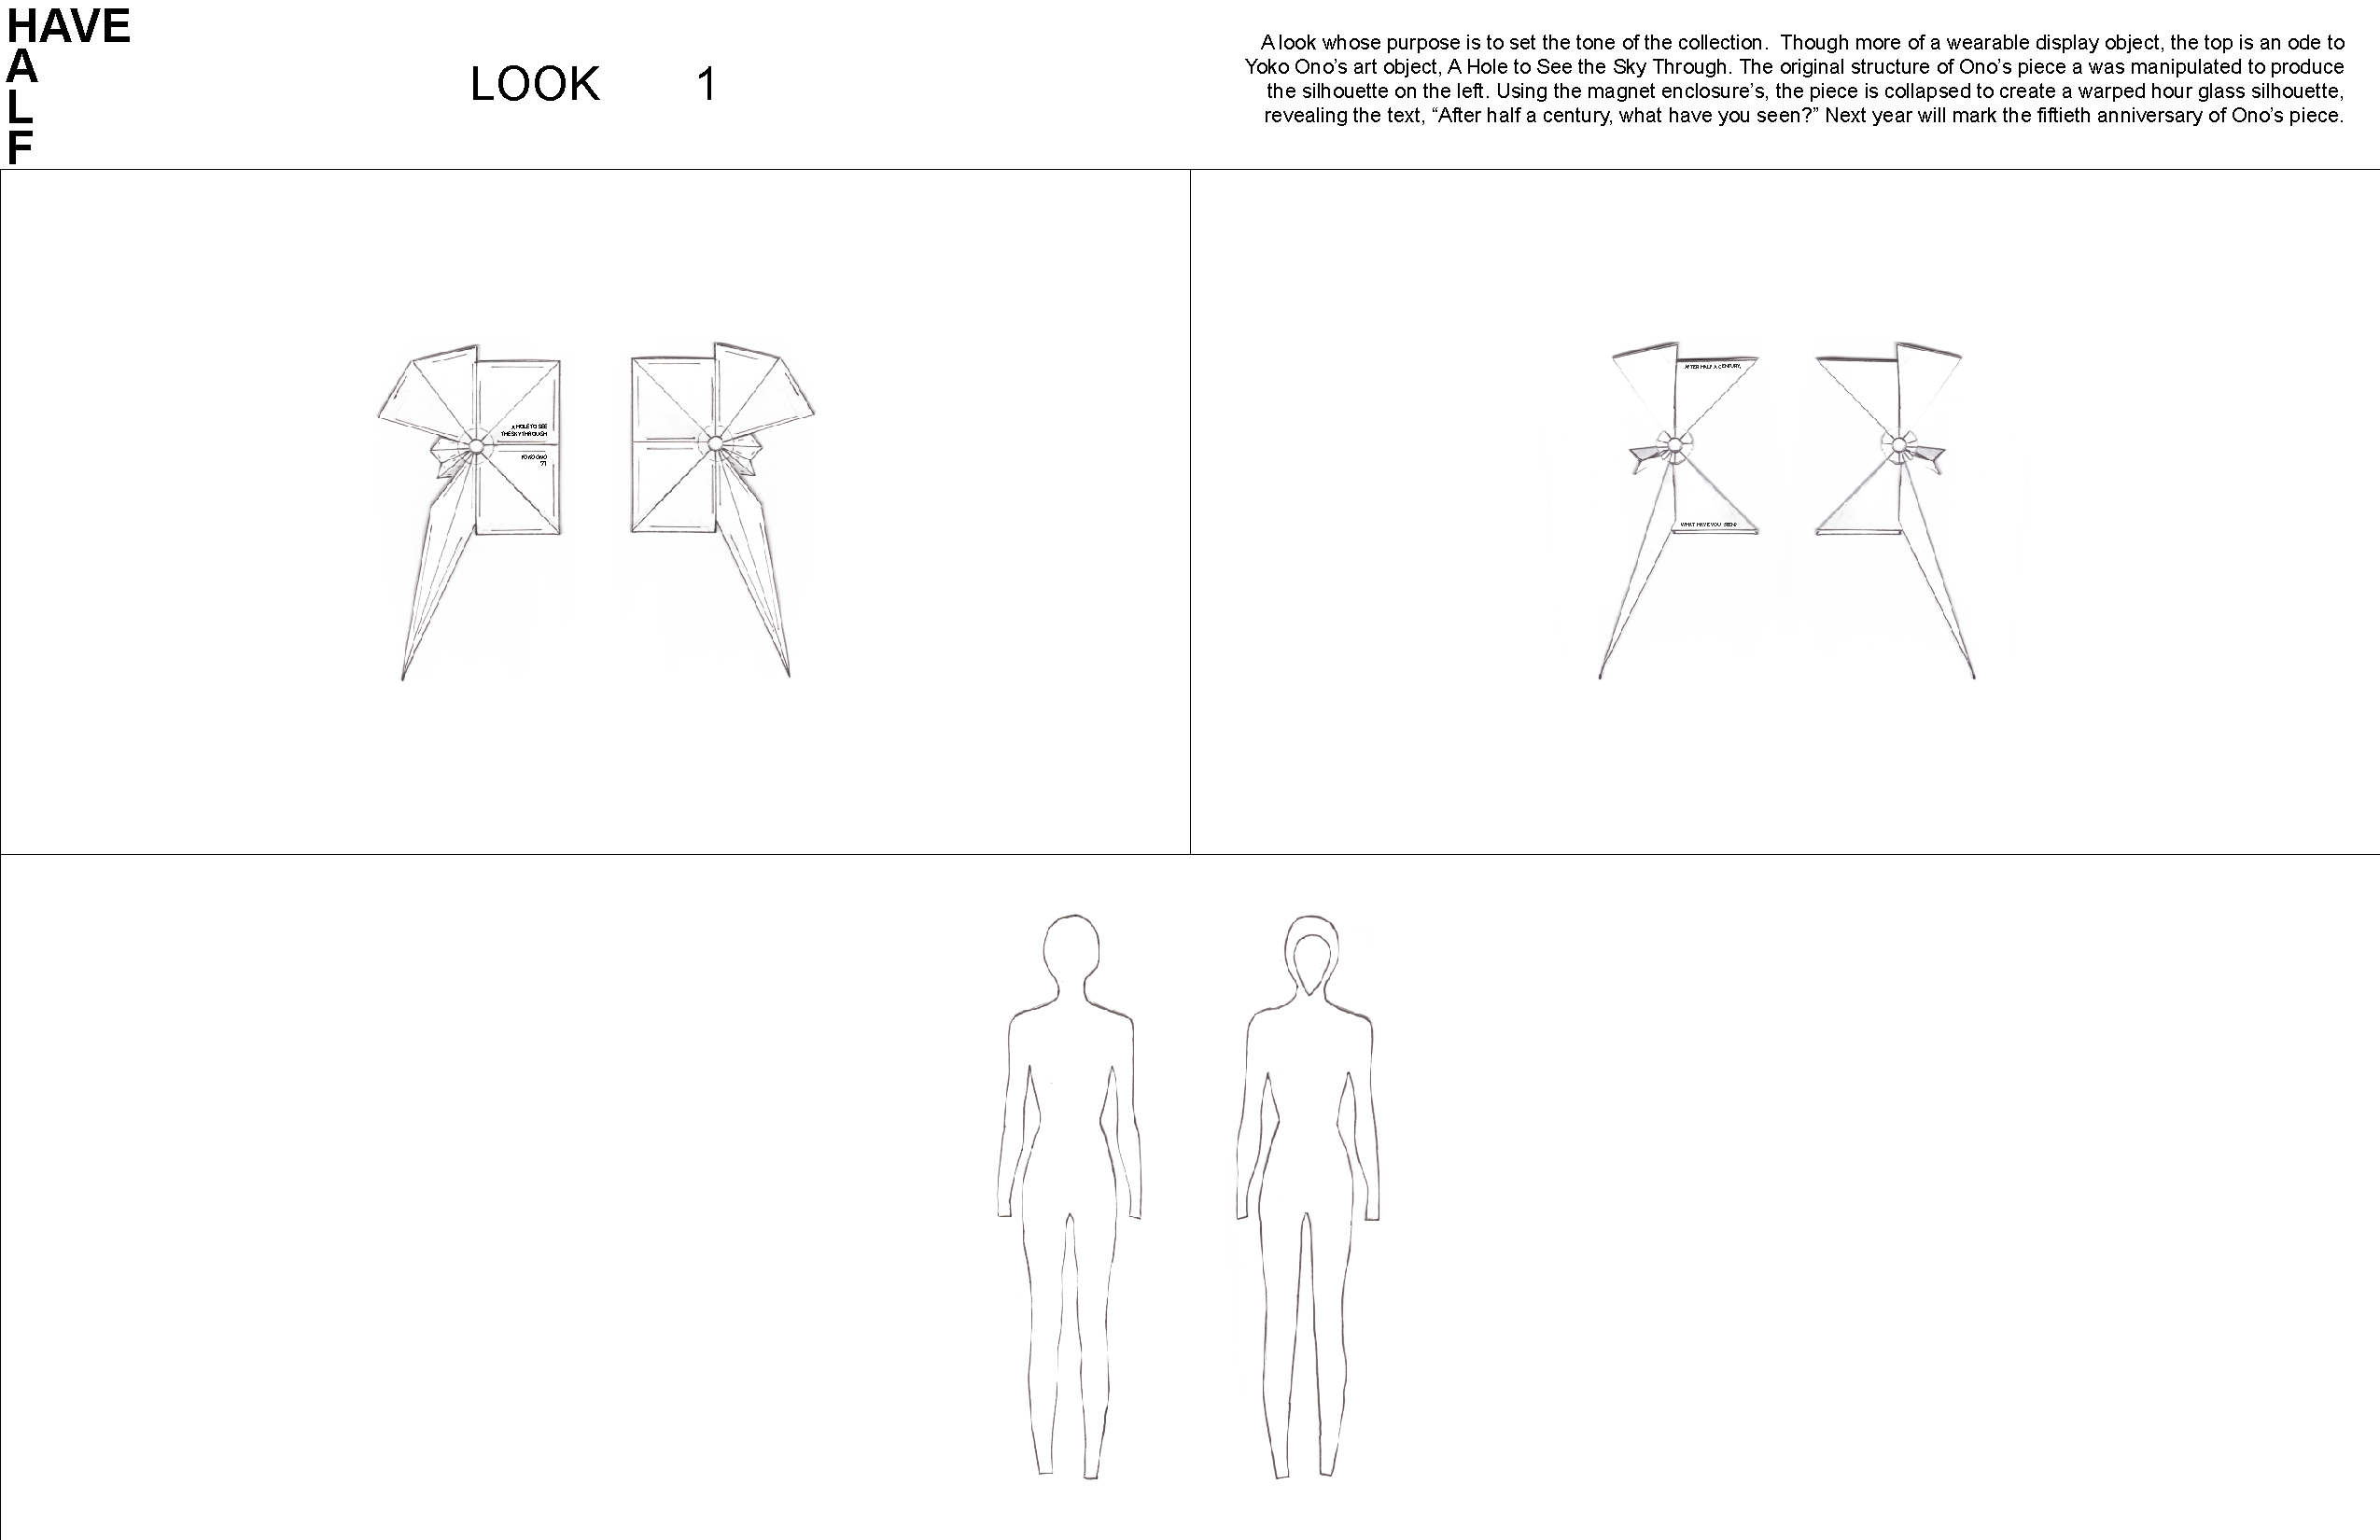 HAVE
A
L
F
LOOK 1
A look whose purpose is to set the tone of the collection. Though more of a wearable display object, the top is an ode to
Yoko Ono's art object, A Hole to See the Sky Through. The original structure of Ono's piece a was manipulated to produce
the silhouette on the left. Using the magnet enclosure's, the piece is collapsed to create a warped hour glass silhouette,
revealing the text, “After half a century, what have you seen?” Next year will mark the fiftieth anniversary of Ono's piece.
A HOLE TO SEE
THE SKY THROUGH
YOKO ONO
'71
AFTER HALF A CENTURY,
WHAT HAVE YOU SEEN?